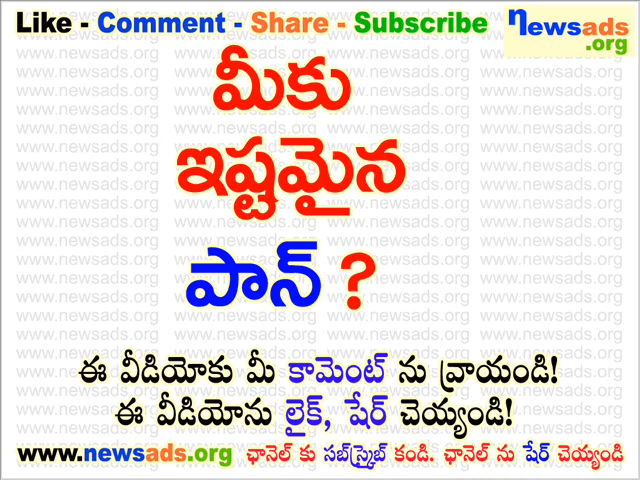 Like - Comment - Share - Subscribe
newsads
.org
మీకు
ఇష్టమైన
పాన్ ?
ఈ వీడియోకు మీ కామెంట్ ను వ్రాయండి!
ఈ వీడియోను లైక్, షేర్ చెయ్యండి!
www.newsads.org ఛానెల్ కు సబ్‌స్క్రైబ్ కండి. ఛానెల్ ను షేర్ చెయ్యండి